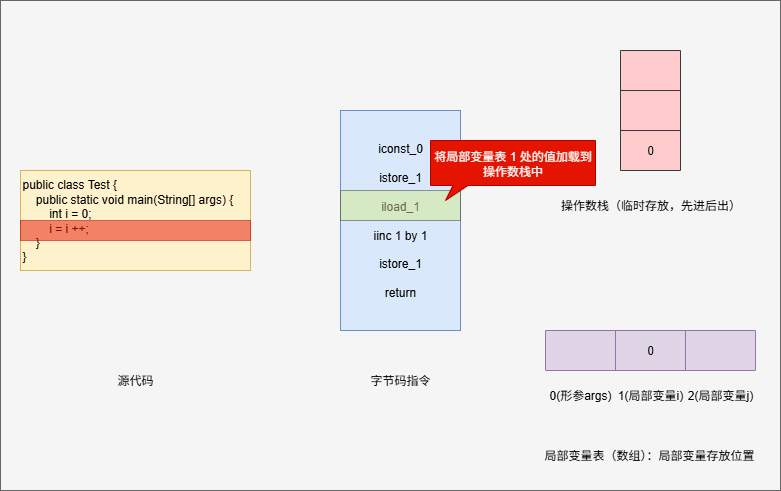 public class Test {
public static void main(String[] args) {
int i = 0;
i = i ++;
}
}
源代码
iconst_0
istore_1
iload_1
iinc 1 by 1
istore_1
return
字节码指令
将局部变量表 1 处的值加载到
操作数栈中
0
操作数栈（临时存放，先进后出）
0
0(形参args) 1(局部变量i) 2(局部变量j)
局部变量表（数组）：局部变量存放位置